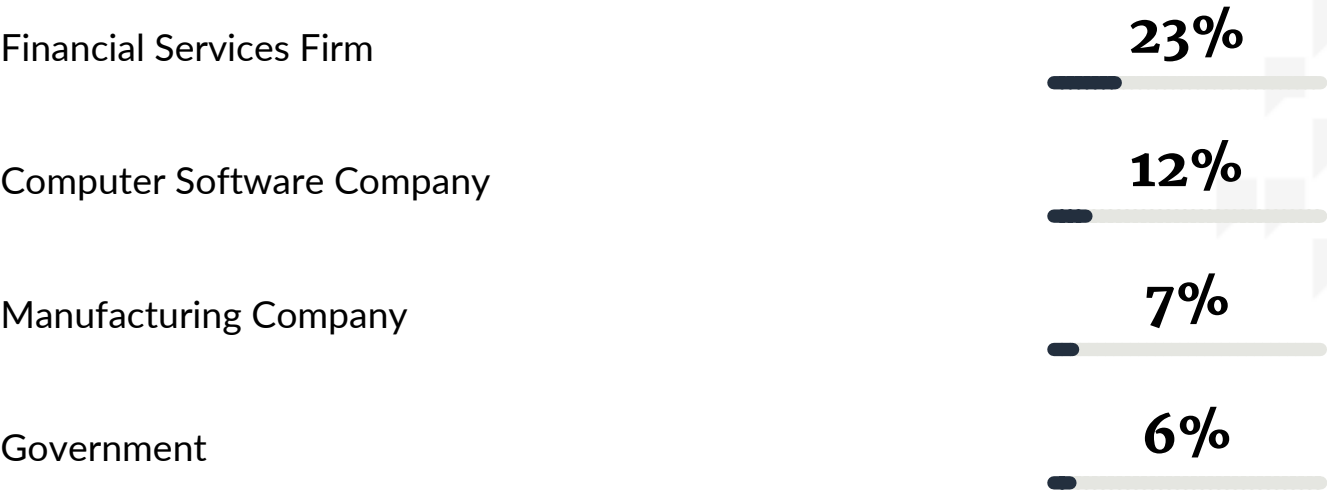 Financial Services Firm 23%
Computer Software Company 12%
Manufacturing Company 7%
Government 6%